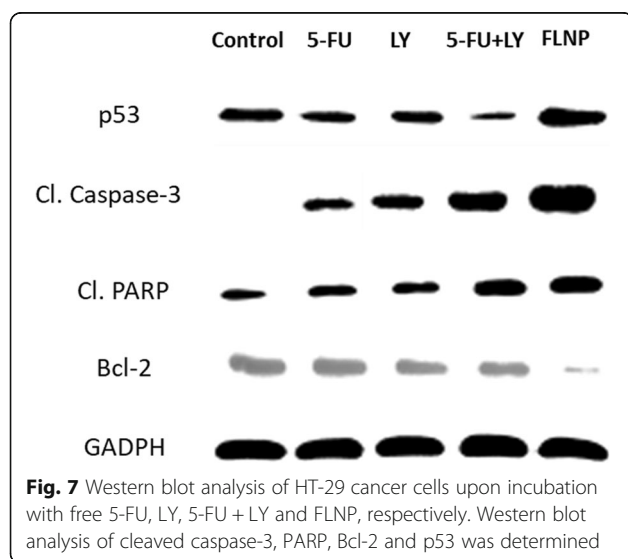 Control 5-FU LY 5-FU+LY FLNP
p53
Cl. Caspase-3
Cl. PARP
Bcl-2
GADPH
Fig. 7 Western blot analysis of HT-29 cancer cells upon incubation
with free 5-FU, LY, 5-FU + LY and FLNP, respectively. Western blot
analysis of cleaved caspase-3, PARP, Bcl-2 and p53 was determined